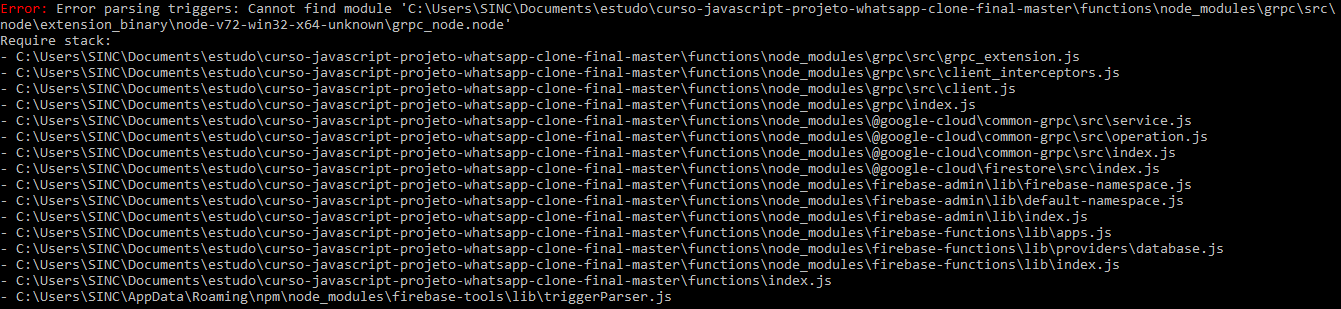 Error: Error parsing triggers: Cannot find module 'C:\Users\SINC\Documents\estudo\curso-javascript-projeto-whatsapp-clone-final-master\functions\node_modules\grpc\src\
node\extension_binary\node-v72-win32-x64-unknown\grpc_node.node'
Require stack:
- C:\Users\SINC\Documents\estudo\curso-javascript-projeto-whatsapp-clone-final-master\functions\node_modules\grpc\src\grpc_extension.js
- C:\Users\SINC\Documents\estudo\curso-javascript-projeto-whatsapp-clone-final-master\functions\node_modules\grpc\src\client_interceptors.js
- C:\Users\SINC\Documents\estudo\curso-javascript-projeto-whatsapp-clone-final-master\functions\node_modules\grpc\src\client.js
- C:\Users\SINC\Documents\estudo\curso-javascript-projeto-whatsapp-clone-final-master\functions\node_modules\grpc\index.js
- C:\Users\SINC\Documents\estudo\curso-javascript-projeto-whatsapp-clone-final-master\functions\node_modules\@google-cloud\common-grpc\src\service.js
- C:\Users\SINC\Documents\estudo\curso-javascript-projeto-whatsapp-clone-final-master\functions\node_modules\@google-cloud\common-grpc\src\operation.js
- C:\Users\SINC\Documents\estudo\curso-javascript-projeto-whatsapp-clone-final-master\functions\node_modules\@google-cloud\common-grpc\src\index.js
- C:\Users\SINC\Documents\estudo\curso-javascript-projeto-whatsapp-clone-final-master\functions\node_modules\@google-cloud\firestore\src\index.js
- C:\Users\SINC\Documents\estudo\curso-javascript-projeto-whatsapp-clone-final-master\functions\node_modules\firebase-admin\lib\firebase-namespace.js
- C:\Users\SINC\Documents\estudo\curso-javascript-projeto-whatsapp-clone-final-master\functions\node_modules\firebase-admin\lib\default-namespace.js
- C:\Users\SINC\Documents\estudo\curso-javascript-projeto-whatsapp-clone-final-master\functions\node_modules\firebase-admin\lib\index.js
- C:\Users\SINC\Documents\estudo\curso-javascript-projeto-whatsapp-clone-final-master\functions\node_modules\firebase-functions\lib\apps.js
- C:\Users\SINC\Documents\estudo\curso-javascript-projeto-whatsapp-clone-final-master\functions\node_modules\firebase-functions\lib\providers\database.js
- C:\Users\SINC\Documents\estudo\curso-javascript-projeto-whatsapp-clone-final-master\functions\node_modules\firebase-functions\lib\index.js
- C:\Users\SINC\Documents\estudo\curso-javascript-projeto-whatsapp-clone-final-master\functions\index.js
- C:\Users\SINC\AppData\Roaming\npm\node_modules\firebase-tools\lib\triggerParser.js